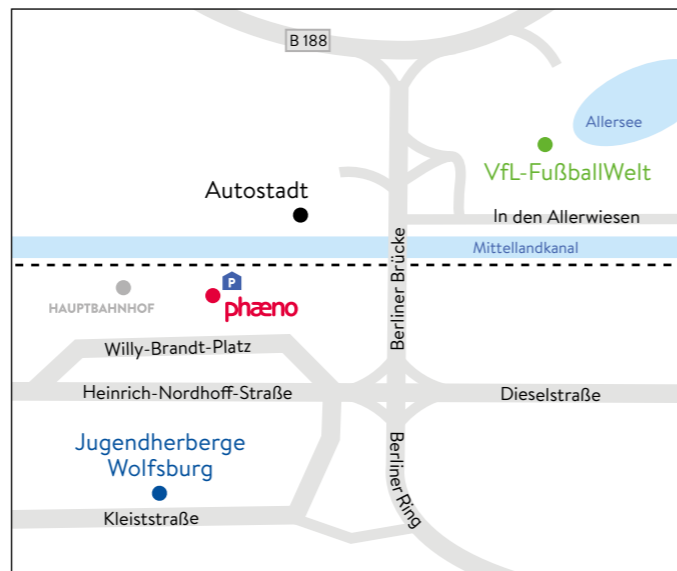 B 188
Allersee
VfL-FußballWelt
Autostadt
In den Allerwiesen
Mittellandkanal
Berliner Brücke
P
HAUPTBAHNHOF
phæno
Willy-Brandt-Platz
Heinrich-Nordhoff-Straße
Dieselstraße
Jugendherberge
Wolfsburg
Berliner Ring
Kleiststraße